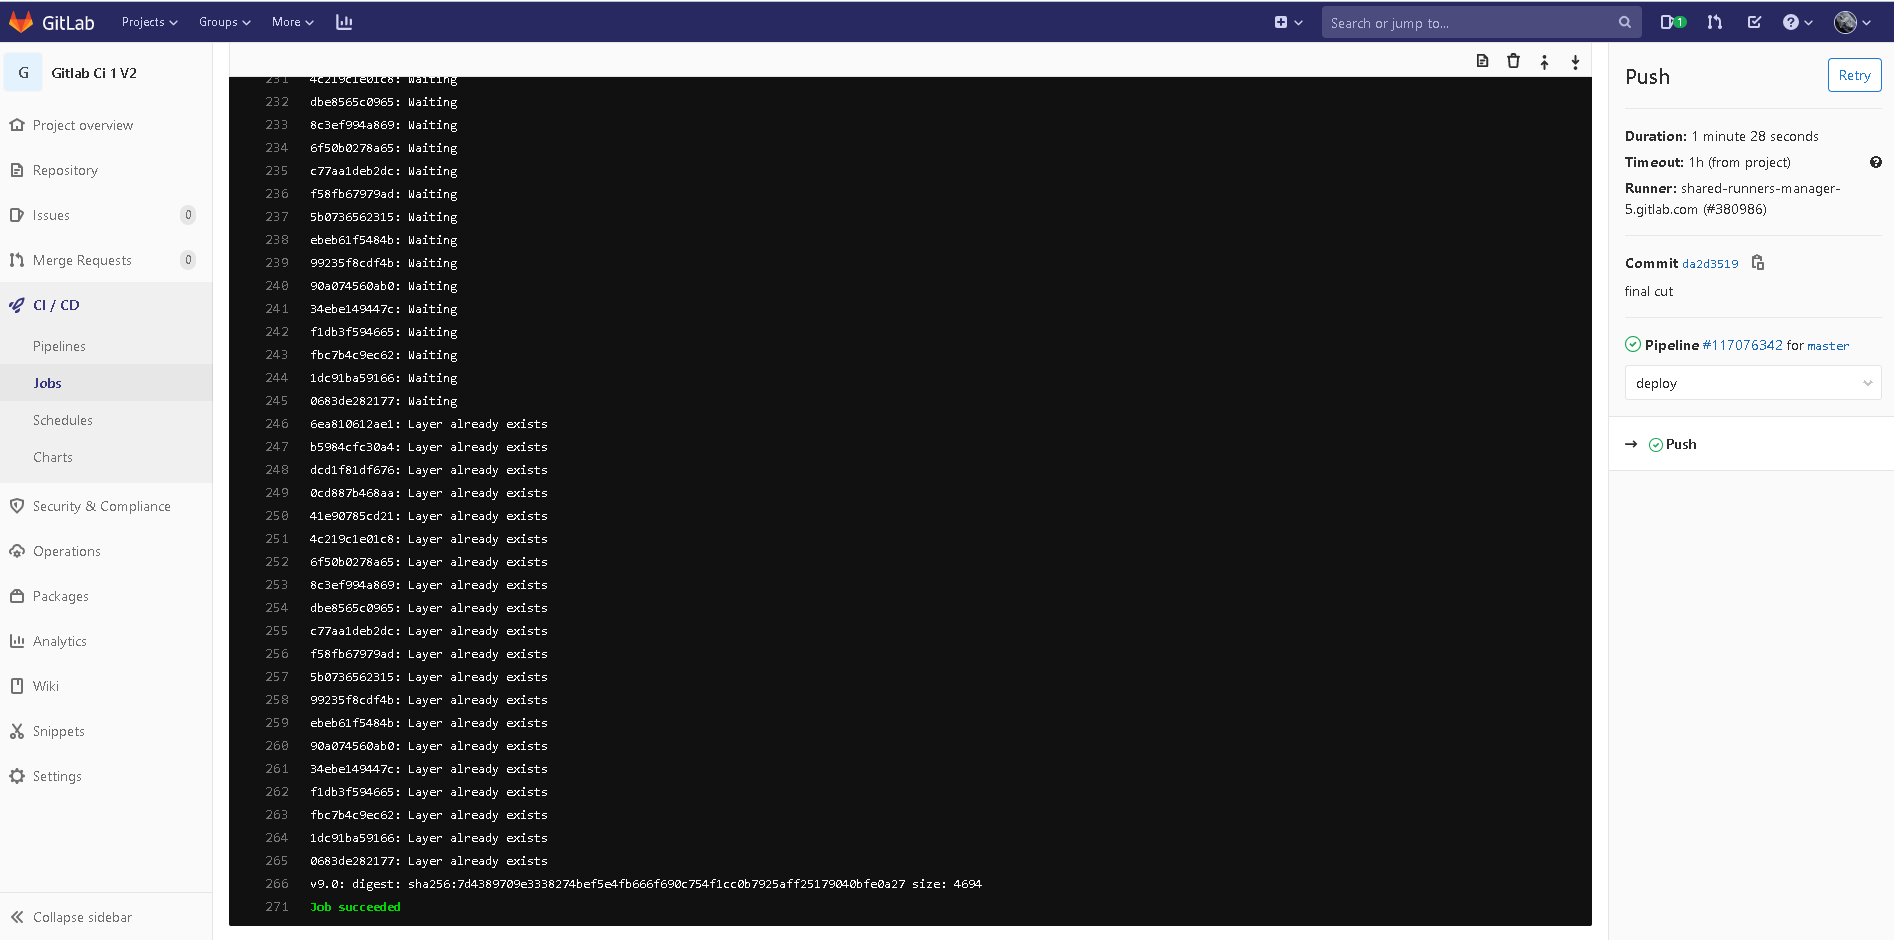 GitLab Projects Groups More Search or jump to... 1
G Gitlab Ci 1 V2
Project overview
Repository
Issues 0
Merge Requests 0
CI / CD
Pipelines
Jobs
Schedules
Charts
Security & Compliance
Operations
Packages
Analytics
Wiki
Snippets
Settings
Collapse sidebar
231 4c219c1e01c8: Waiting
232 dbe8565c0965: Waiting
233 8c3ef994a869: Waiting
234 6f50b0278a65: Waiting
235 c77aa1deb2dc: Waiting
236 f58fb67979ad: Waiting
237 5b0736562315: Waiting
238 ebeb61f5484b: Waiting
239 99235f8cdf4b: Waiting
240 90a074560ab0: Waiting
241 34ebe149447c: Waiting
242 f1db3f594665: Waiting
243 fbc7b4c9ec62: Waiting
244 1dc91ba59166: Waiting
245 0683de282177: Waiting
246 6ea810612ae1: Layer already exists
247 b5984cfc30a4: Layer already exists
248 dcd1f81df676: Layer already exists
249 0cd887b468aa: Layer already exists
250 41e90785cd21: Layer already exists
251 4c219c1e01c8: Layer already exists
252 6f50b0278a65: Layer already exists
253 8c3ef994a869: Layer already exists
254 dbe8565c0965: Layer already exists
255 c77aa1deb2dc: Layer already exists
256 f58fb67979ad: Layer already exists
257 5b0736562315: Layer already exists
258 99235f8cdf4b: Layer already exists
259 ebeb61f5484b: Layer already exists
260 90a074560ab0: Layer already exists
261 34ebe149447c: Layer already exists
262 f1db3f594665: Layer already exists
263 fbc7b4c9ec62: Layer already exists
264 1dc91ba59166: Layer already exists
265 0683de282177: Layer already exists
266 v9.0: digest: sha256:7d4389709e3338274bef5e4fb666f690c754f1cc0b7925aff25179040bfe0a27 size: 4694
271 Job succeeded
Push Retry
Duration: 1 minute 28 seconds
Timeout: 1h (from project)
Runner: shared-runners-manager-
5.gitlab.com (#380986)
Commit da2d3519
final cut
Pipeline #117076342 for master
deploy
→ Push